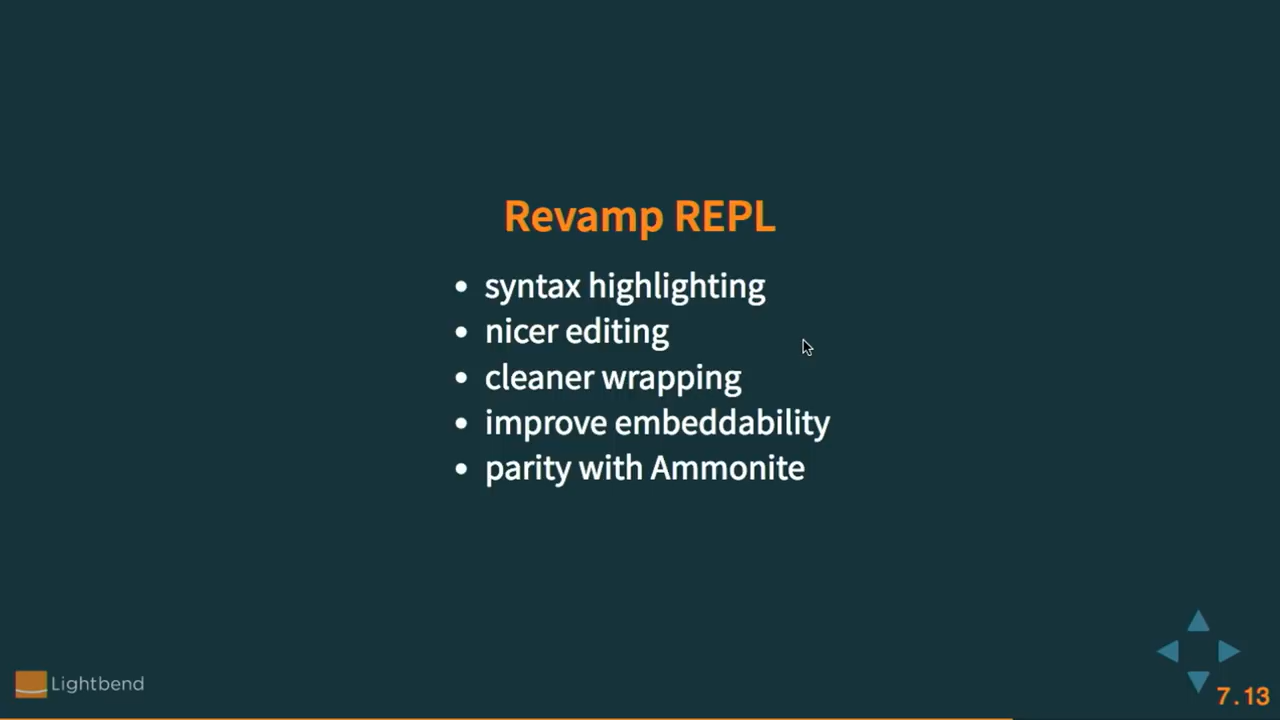 Revamp REPL
• syntax highlighting
• nicer editing
• cleaner wrapping
• improve embeddability
• parity with Ammonite
Lightbend
7.13